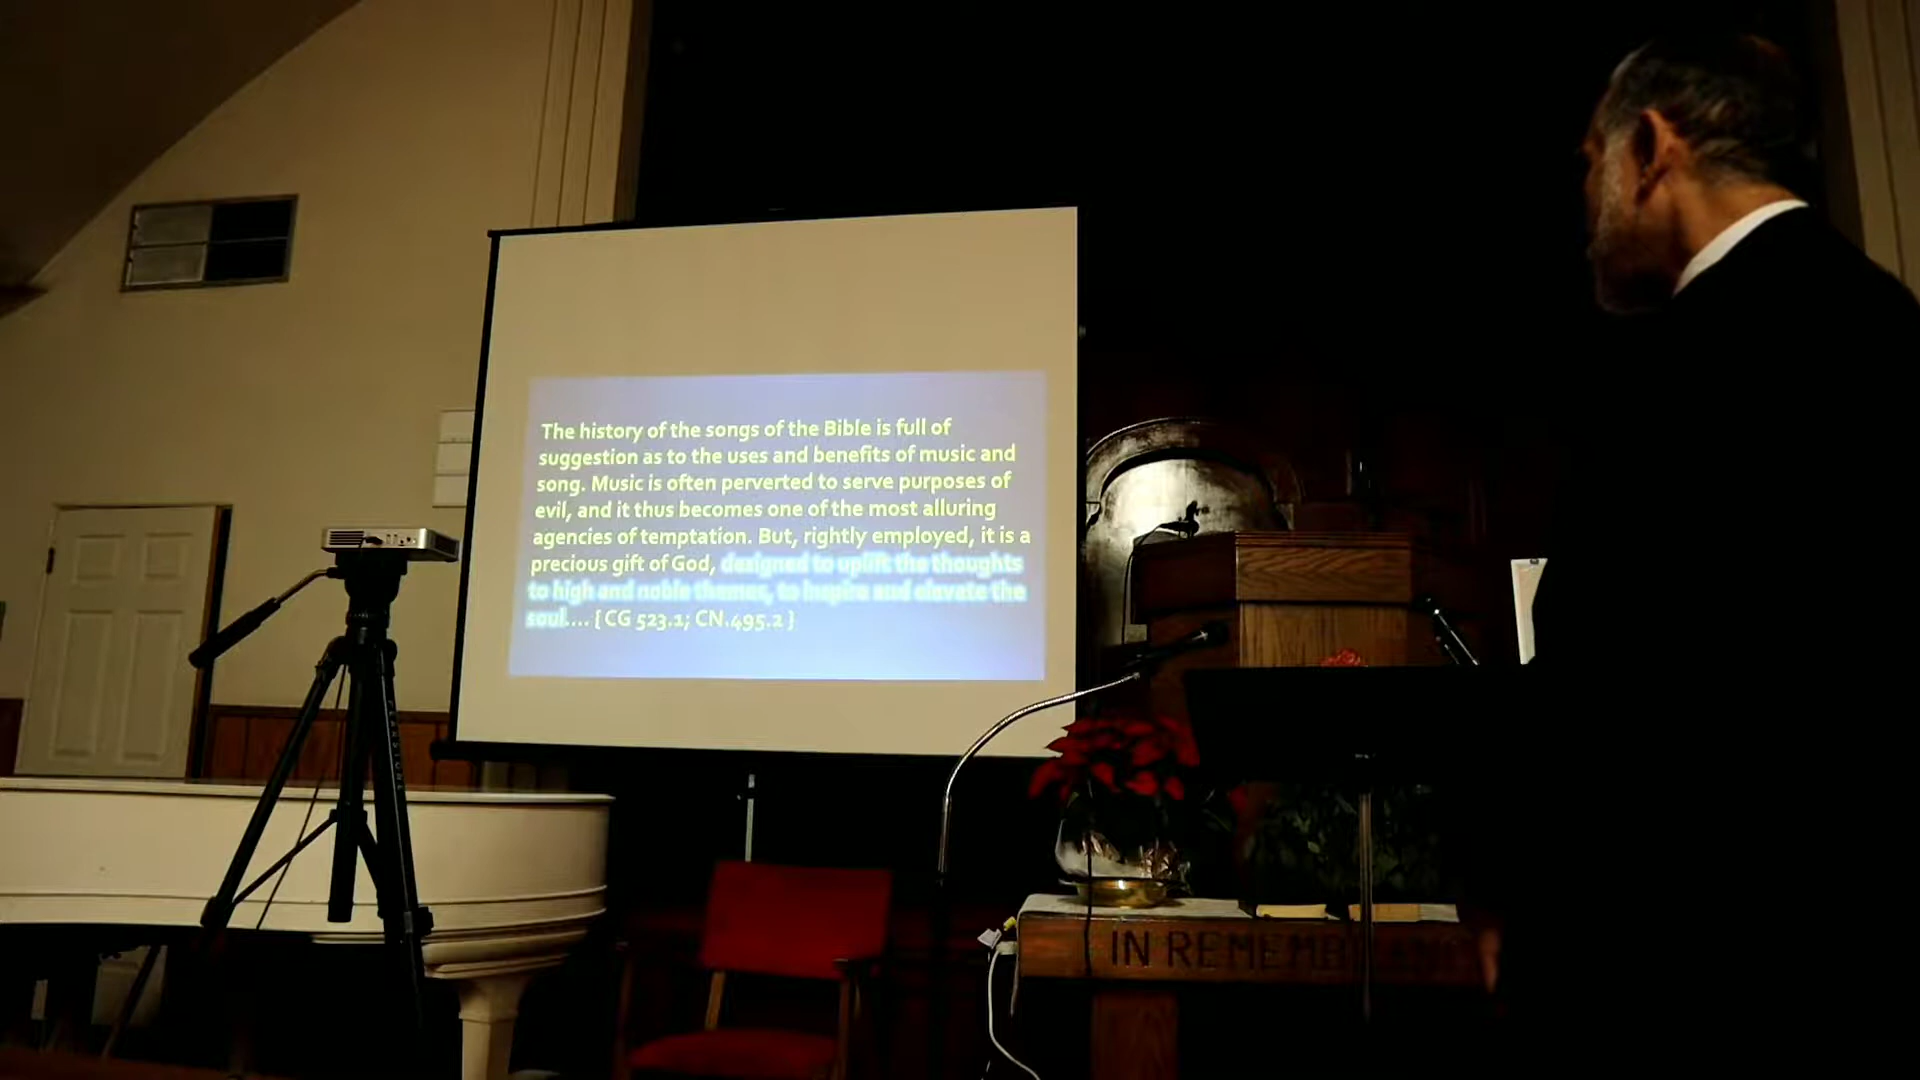 The history of the songs of the Bible is full of
suggestion as to the uses and benefits of music and
song. Music is often perverted to serve purposes of
evil, and it thus becomes one of the most alluring
agencies of temptation. But, rightly employed, it is a
precious gift of God, designed to uplift the thoughts
to high and noble themes, to inspire and elevate the
soul.... [ CG 523.1; CN.495.2 ]
IN REMEMBRANCE